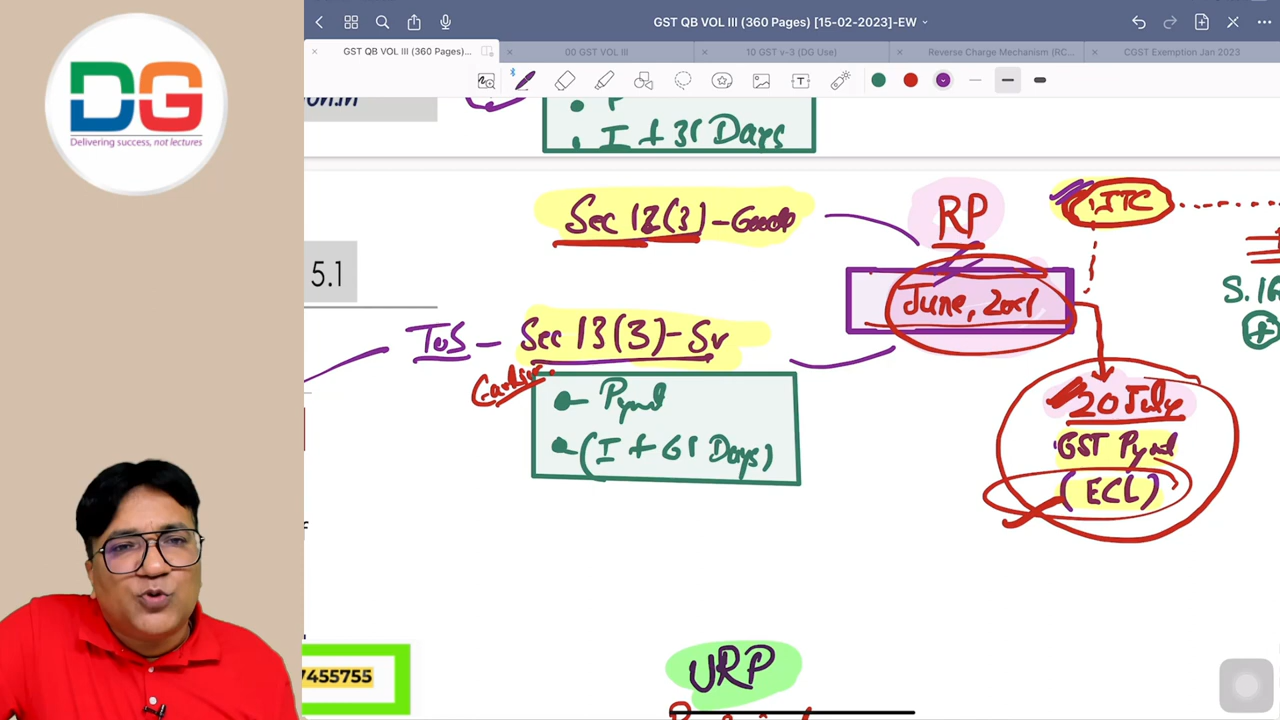 GST QB VOL III (360 Pages) [15-02-2023]-EW
GST QB VOL III (360 Pages)...
00 GST VOL III
10 GST v-3 (DG Use)
Reverse Charge Mechanism (RC...
CGST Exemption Jan 2023
DG
Delivering success, not lectures
P
I + 31 Days
Sec 12(3) - Goods
RP
ITC
5.1
June, 2021
ToS - Sec 13(3) - Sv
Earlier
Pymt
(I + 61 Days)
20 July
GST Pymt
(ECL)
URP
7455755